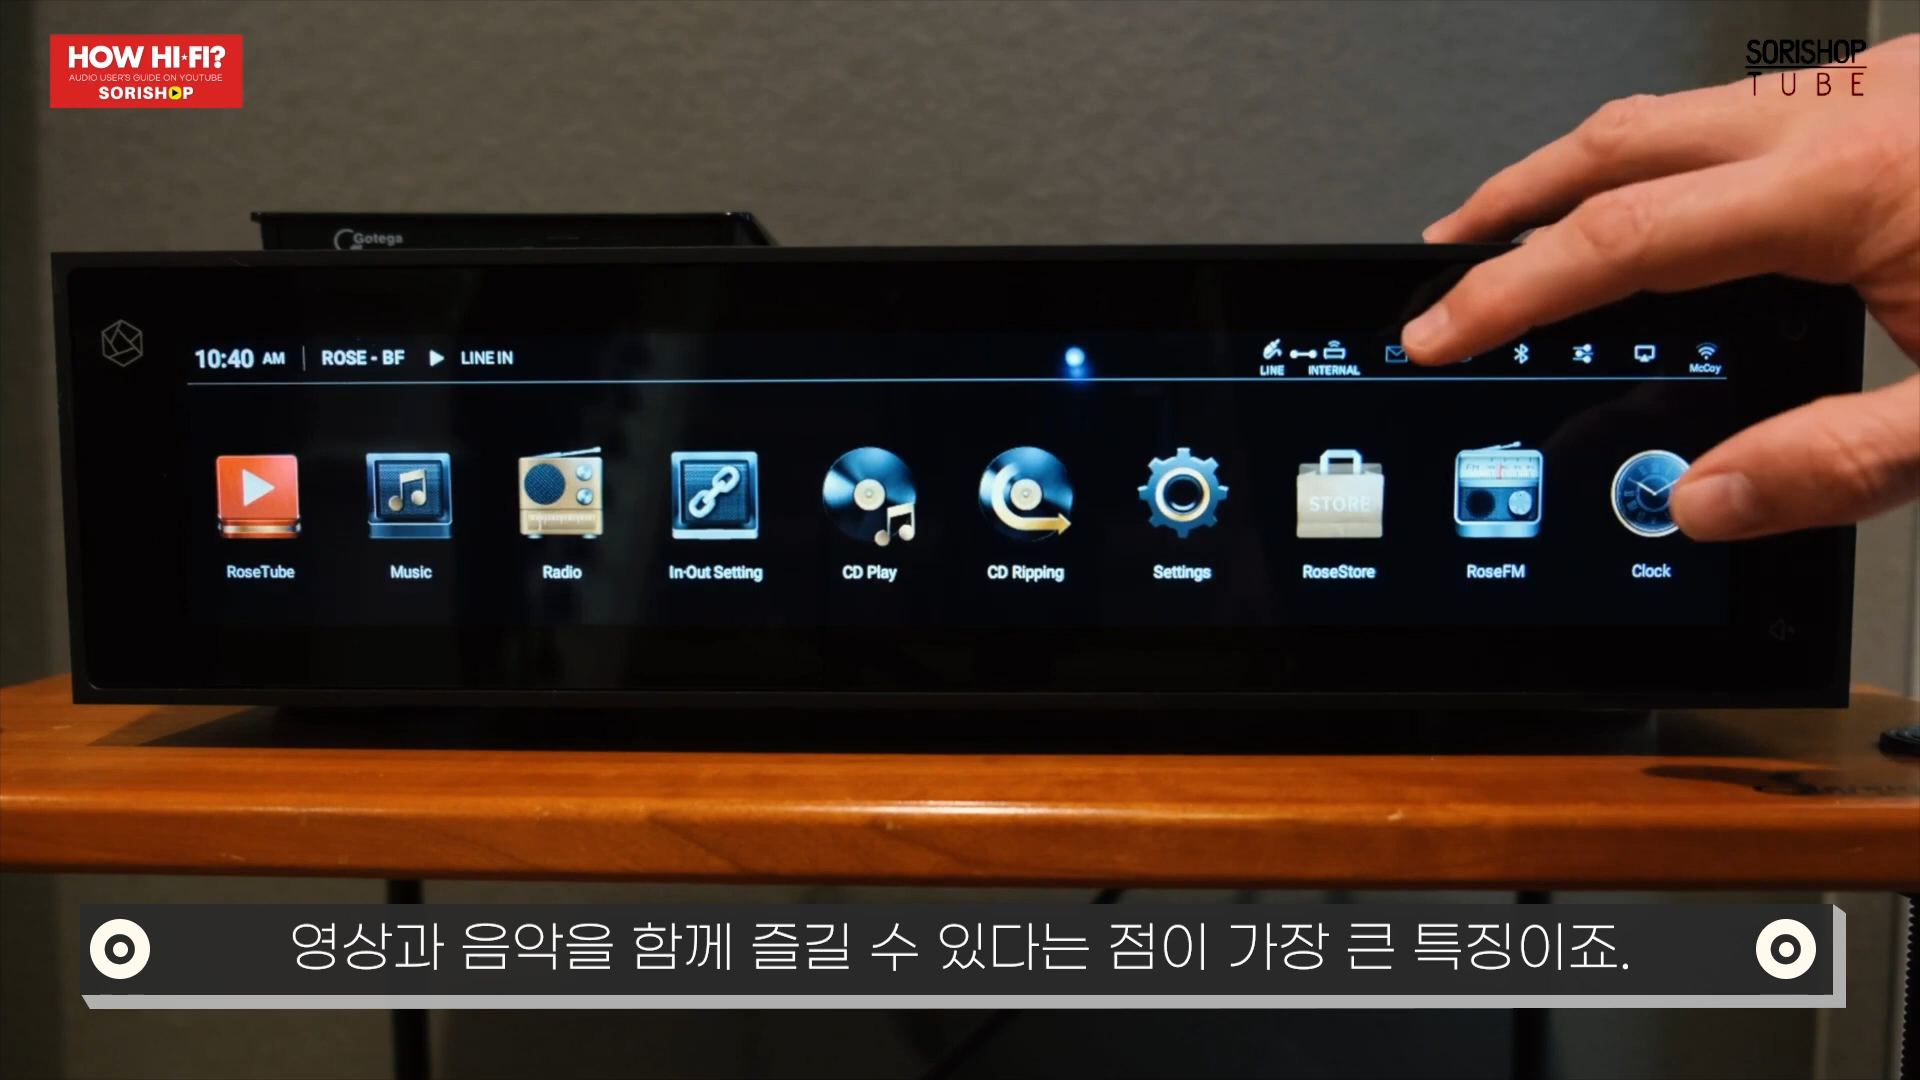 HOW HI-FI?
AUDIO USER'S GUIDE ON YOUTUBE
SORISHOP
SORISHOP
TUBE
Gotega
10:40 AM | ROSE - BF ▶ LINE IN
LINE INTERNAL
McCoy
STORE
RoseTube Music Radio In-Out Setting CD Play CD Ripping Settings RoseStore RoseFM Clock
영상과 음악을 함께 즐길 수 있다는 점이 가장 큰 특징이죠.